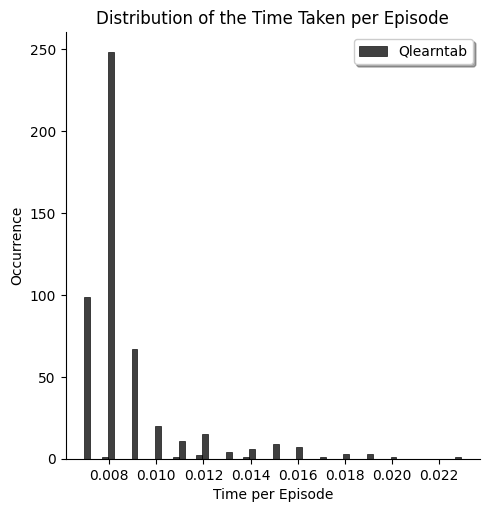 Distribution of the Time Taken per Episode
Qlearntab
250
200
150
100
50
0
Occurrence
0.008 0.010 0.012 0.014 0.016 0.018 0.020 0.022
Time per Episode